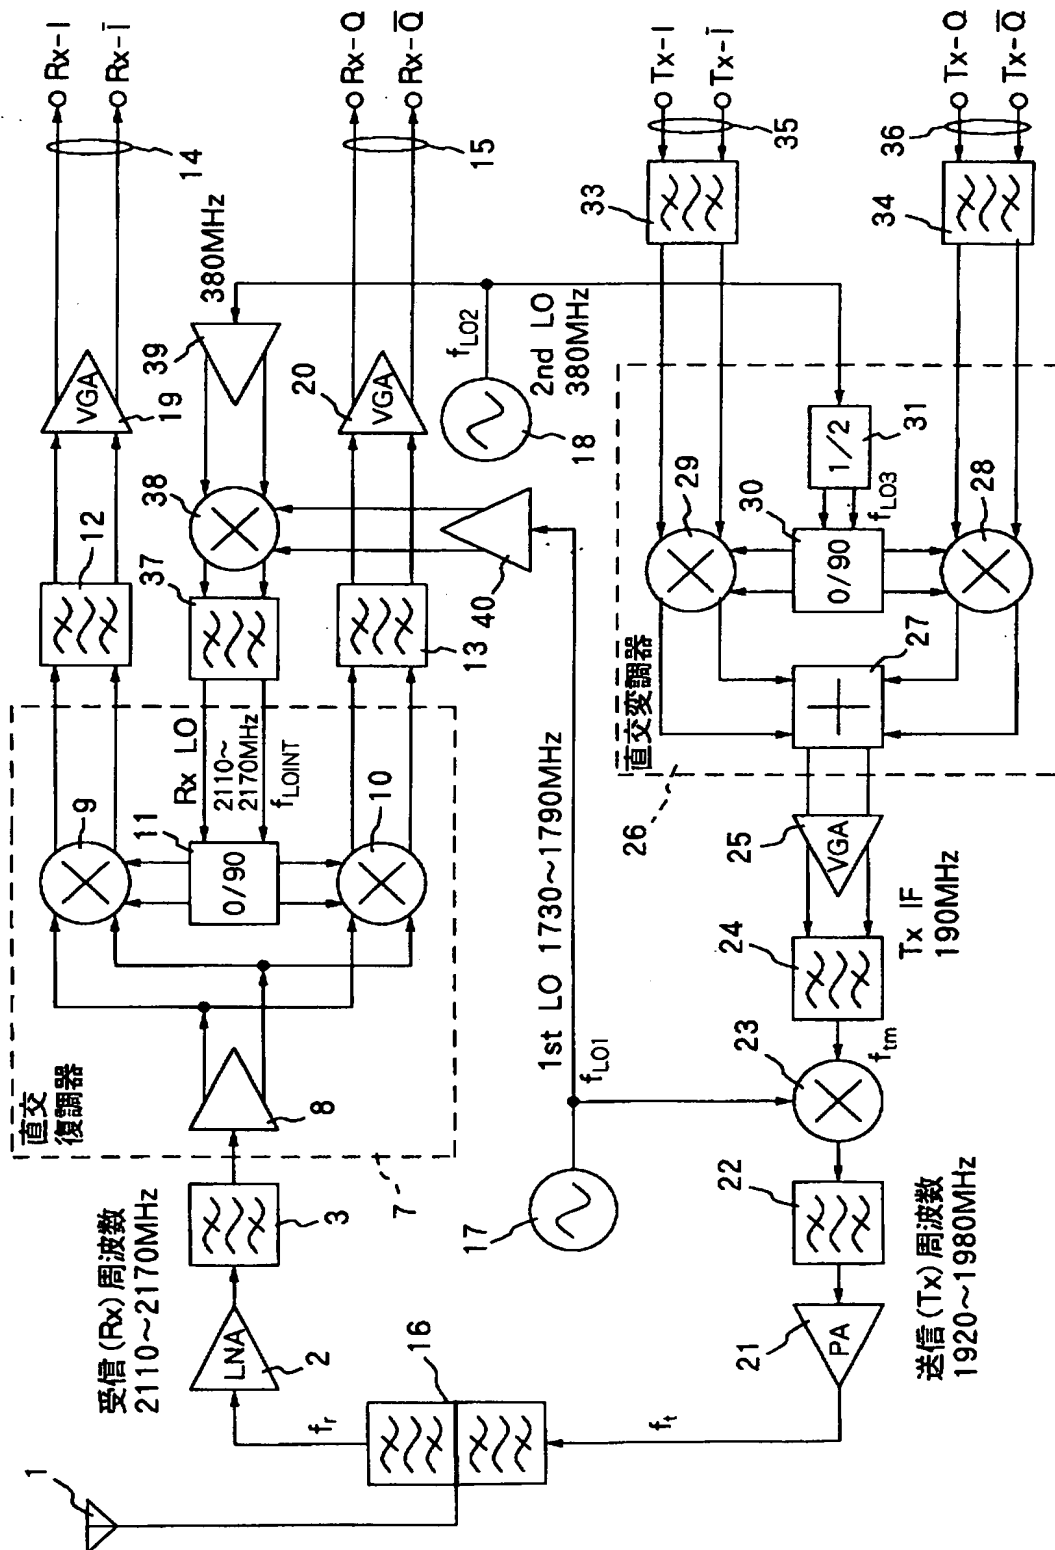 1
受信(Rx)周波数
2110〜2170MHz
fr
16
LNA
2
3
直交
復調器
7
8
9
11
0/90
10
Rx LO
2110〜
2170MHz
fLOINT
12
37
13
38
39
380MHz
40
VGA
19
20
VGA
14
Rx-I
Rx-Ī
15
Rx-Q
Rx-Q̄
17
1st LO 1730〜1790MHz
fLO1
18
fLO2
2nd LO
380MHz
ft
21
PA
送信(Tx)周波数
1920〜1980MHz
22
23
ftm
24
Tx IF
190MHz
25
VGA
26
直交変調器
27
29
30
0/90
fLO3
28
1/2
31
33
34
35
36
Tx-I
Tx-Ī
Tx-Q
Tx-Q̄